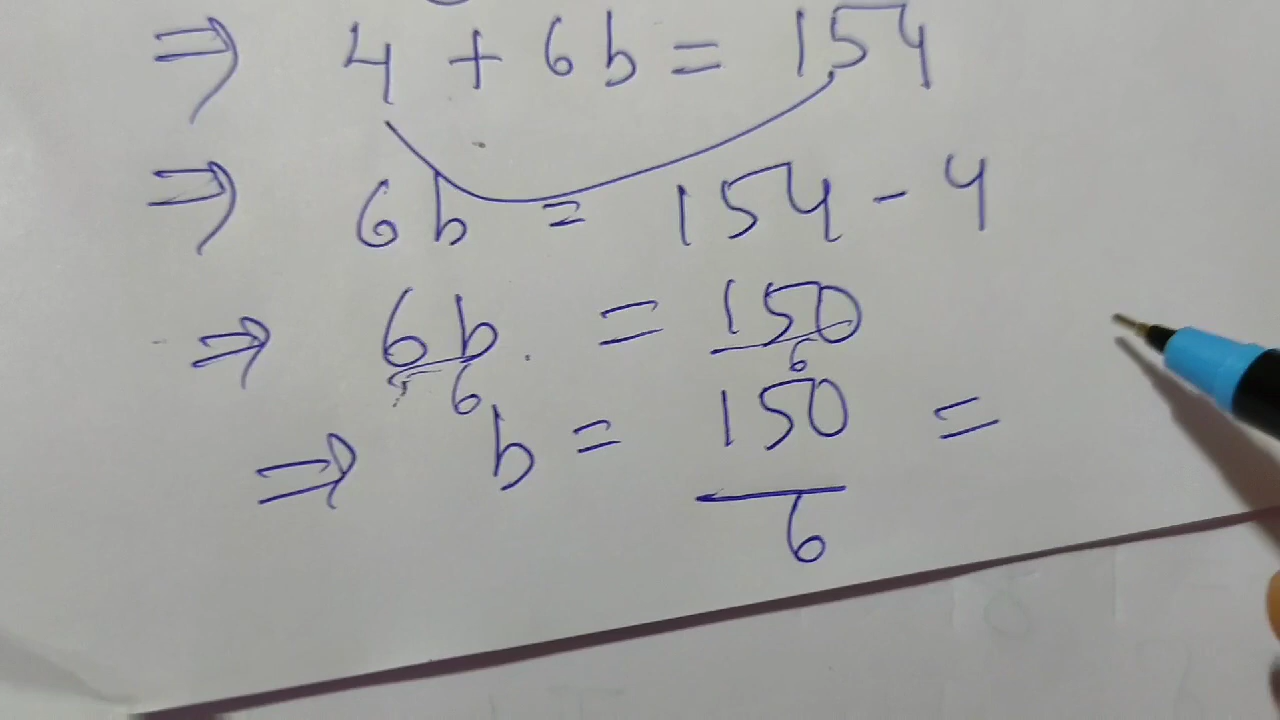 ⇒ 4 + 6b = 154
⇒ 6b = 154 - 4
⇒ 6b/6 = 150/6
⇒ b = 150/6 =